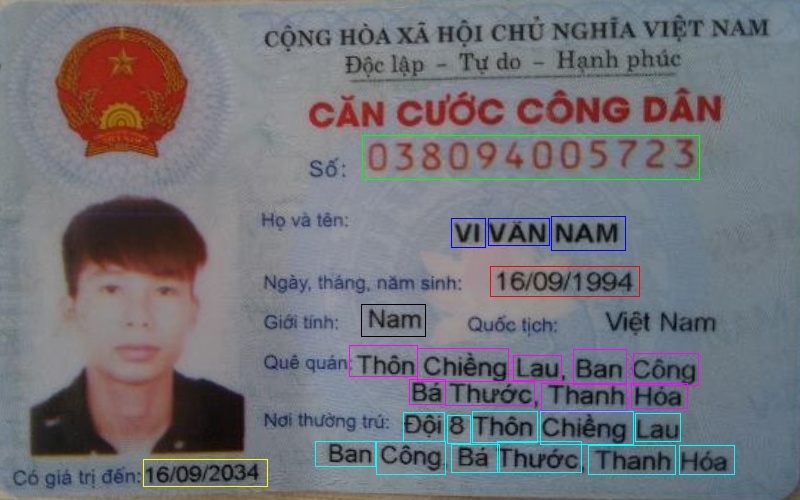 CỘNG HÒA XÃ HỘI CHỦ NGHĨA VIỆT NAM
Độc lập - Tự do - Hạnh phúc
CĂN CƯỚC CÔNG DÂN
Số: 038094005723
Họ và tên: VI VĂN NAM
Ngày, tháng, năm sinh: 16/09/1994
Giới tính: Nam Quốc tịch: Việt Nam
Quê quán: Thôn Chiềng Lau, Ban Công
Bá Thước, Thanh Hóa
Nơi thường trú: Đội 8 Thôn Chiềng Lau
Ban Công, Bá Thước, Thanh Hóa
Có giá trị đến: 16/09/2034